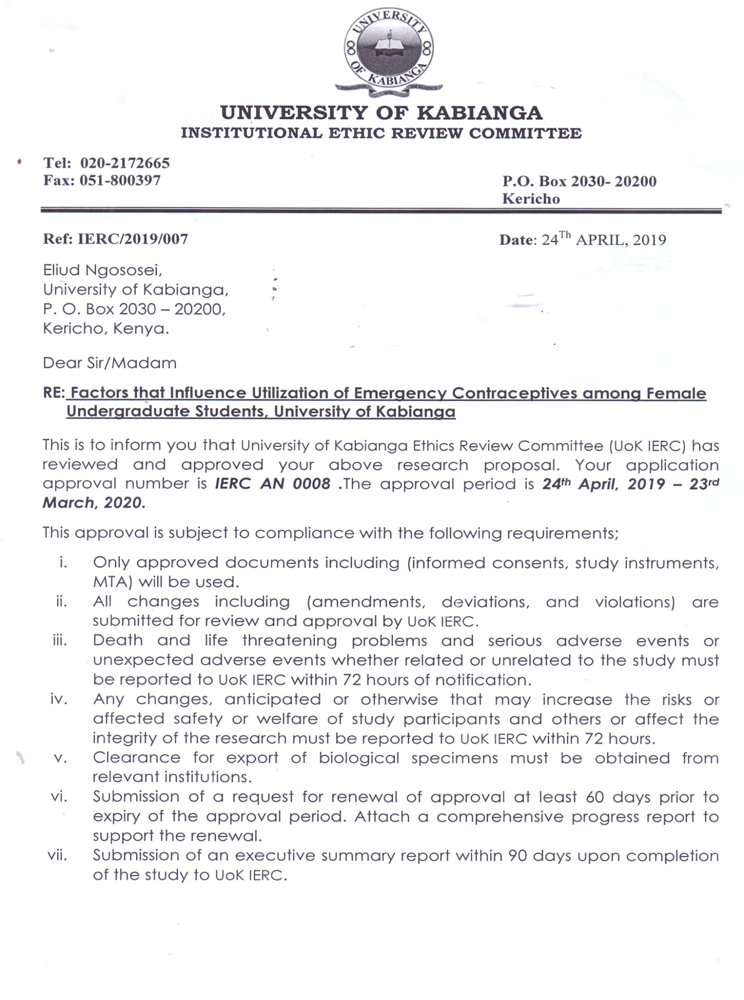 UNIVERSITY
OF KABIANGA
UNIVERSITY OF KABIANGA
INSTITUTIONAL ETHIC REVIEW COMMITTEE
Tel: 020-2172665
Fax: 051-800397
P.O. Box 2030- 20200
Kericho
Ref: IERC/2019/007
Date: 24Th APRIL, 2019
Eliud Ngososei,
University of Kabianga,
P. O. Box 2030 – 20200,
Kericho, Kenya.
Dear Sir/Madam
RE: Factors that Influence Utilization of Emergency Contraceptives among Female
Undergraduate Students, University of Kabianga
This is to inform you that University of Kabianga Ethics Review Committee (UoK IERC) has
reviewed and approved your above research proposal. Your application
approval number is IERC AN 0008 .The approval period is 24th April, 2019 – 23rd
March, 2020.
This approval is subject to compliance with the following requirements;
i. Only approved documents including (informed consents, study instruments,
MTA) will be used.
ii. All changes including (amendments, deviations, and violations) are
submitted for review and approval by UoK IERC.
iii. Death and life threatening problems and serious adverse events or
unexpected adverse events whether related or unrelated to the study must
be reported to UoK IERC within 72 hours of notification.
iv. Any changes, anticipated or otherwise that may increase the risks or
affected safety or welfare of study participants and others or affect the
integrity of the research must be reported to UoK IERC within 72 hours.
v. Clearance for export of biological specimens must be obtained from
relevant institutions.
vi. Submission of a request for renewal of approval at least 60 days prior to
expiry of the approval period. Attach a comprehensive progress report to
support the renewal.
vii. Submission of an executive summary report within 90 days upon completion
of the study to UoK IERC.